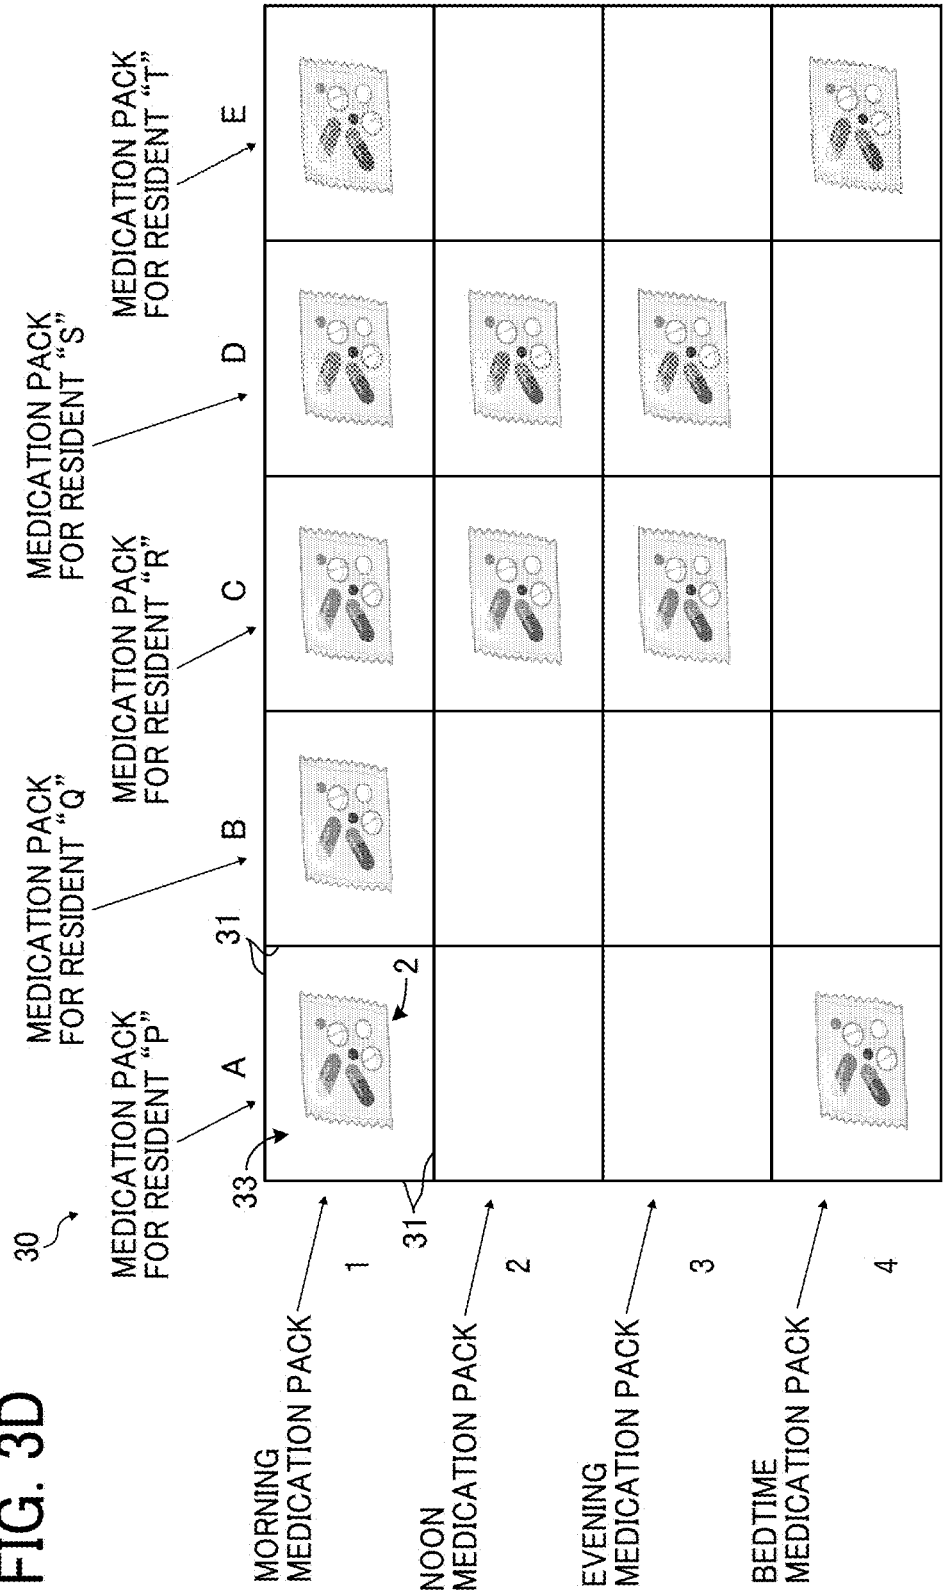 FIG. 3D
30
MEDICATION PACK
FOR RESIDENT “P”
MEDICATION PACK
FOR RESIDENT “Q”
MEDICATION PACK
FOR RESIDENT “R”
MEDICATION PACK
FOR RESIDENT “S”
MEDICATION PACK
FOR RESIDENT “T”
33
A
31
B
C
D
E
MORNING
MEDICATION PACK
1
31
2
NOON
MEDICATION PACK
2
EVENING
MEDICATION PACK
3
BEDTIME
MEDICATION PACK
4